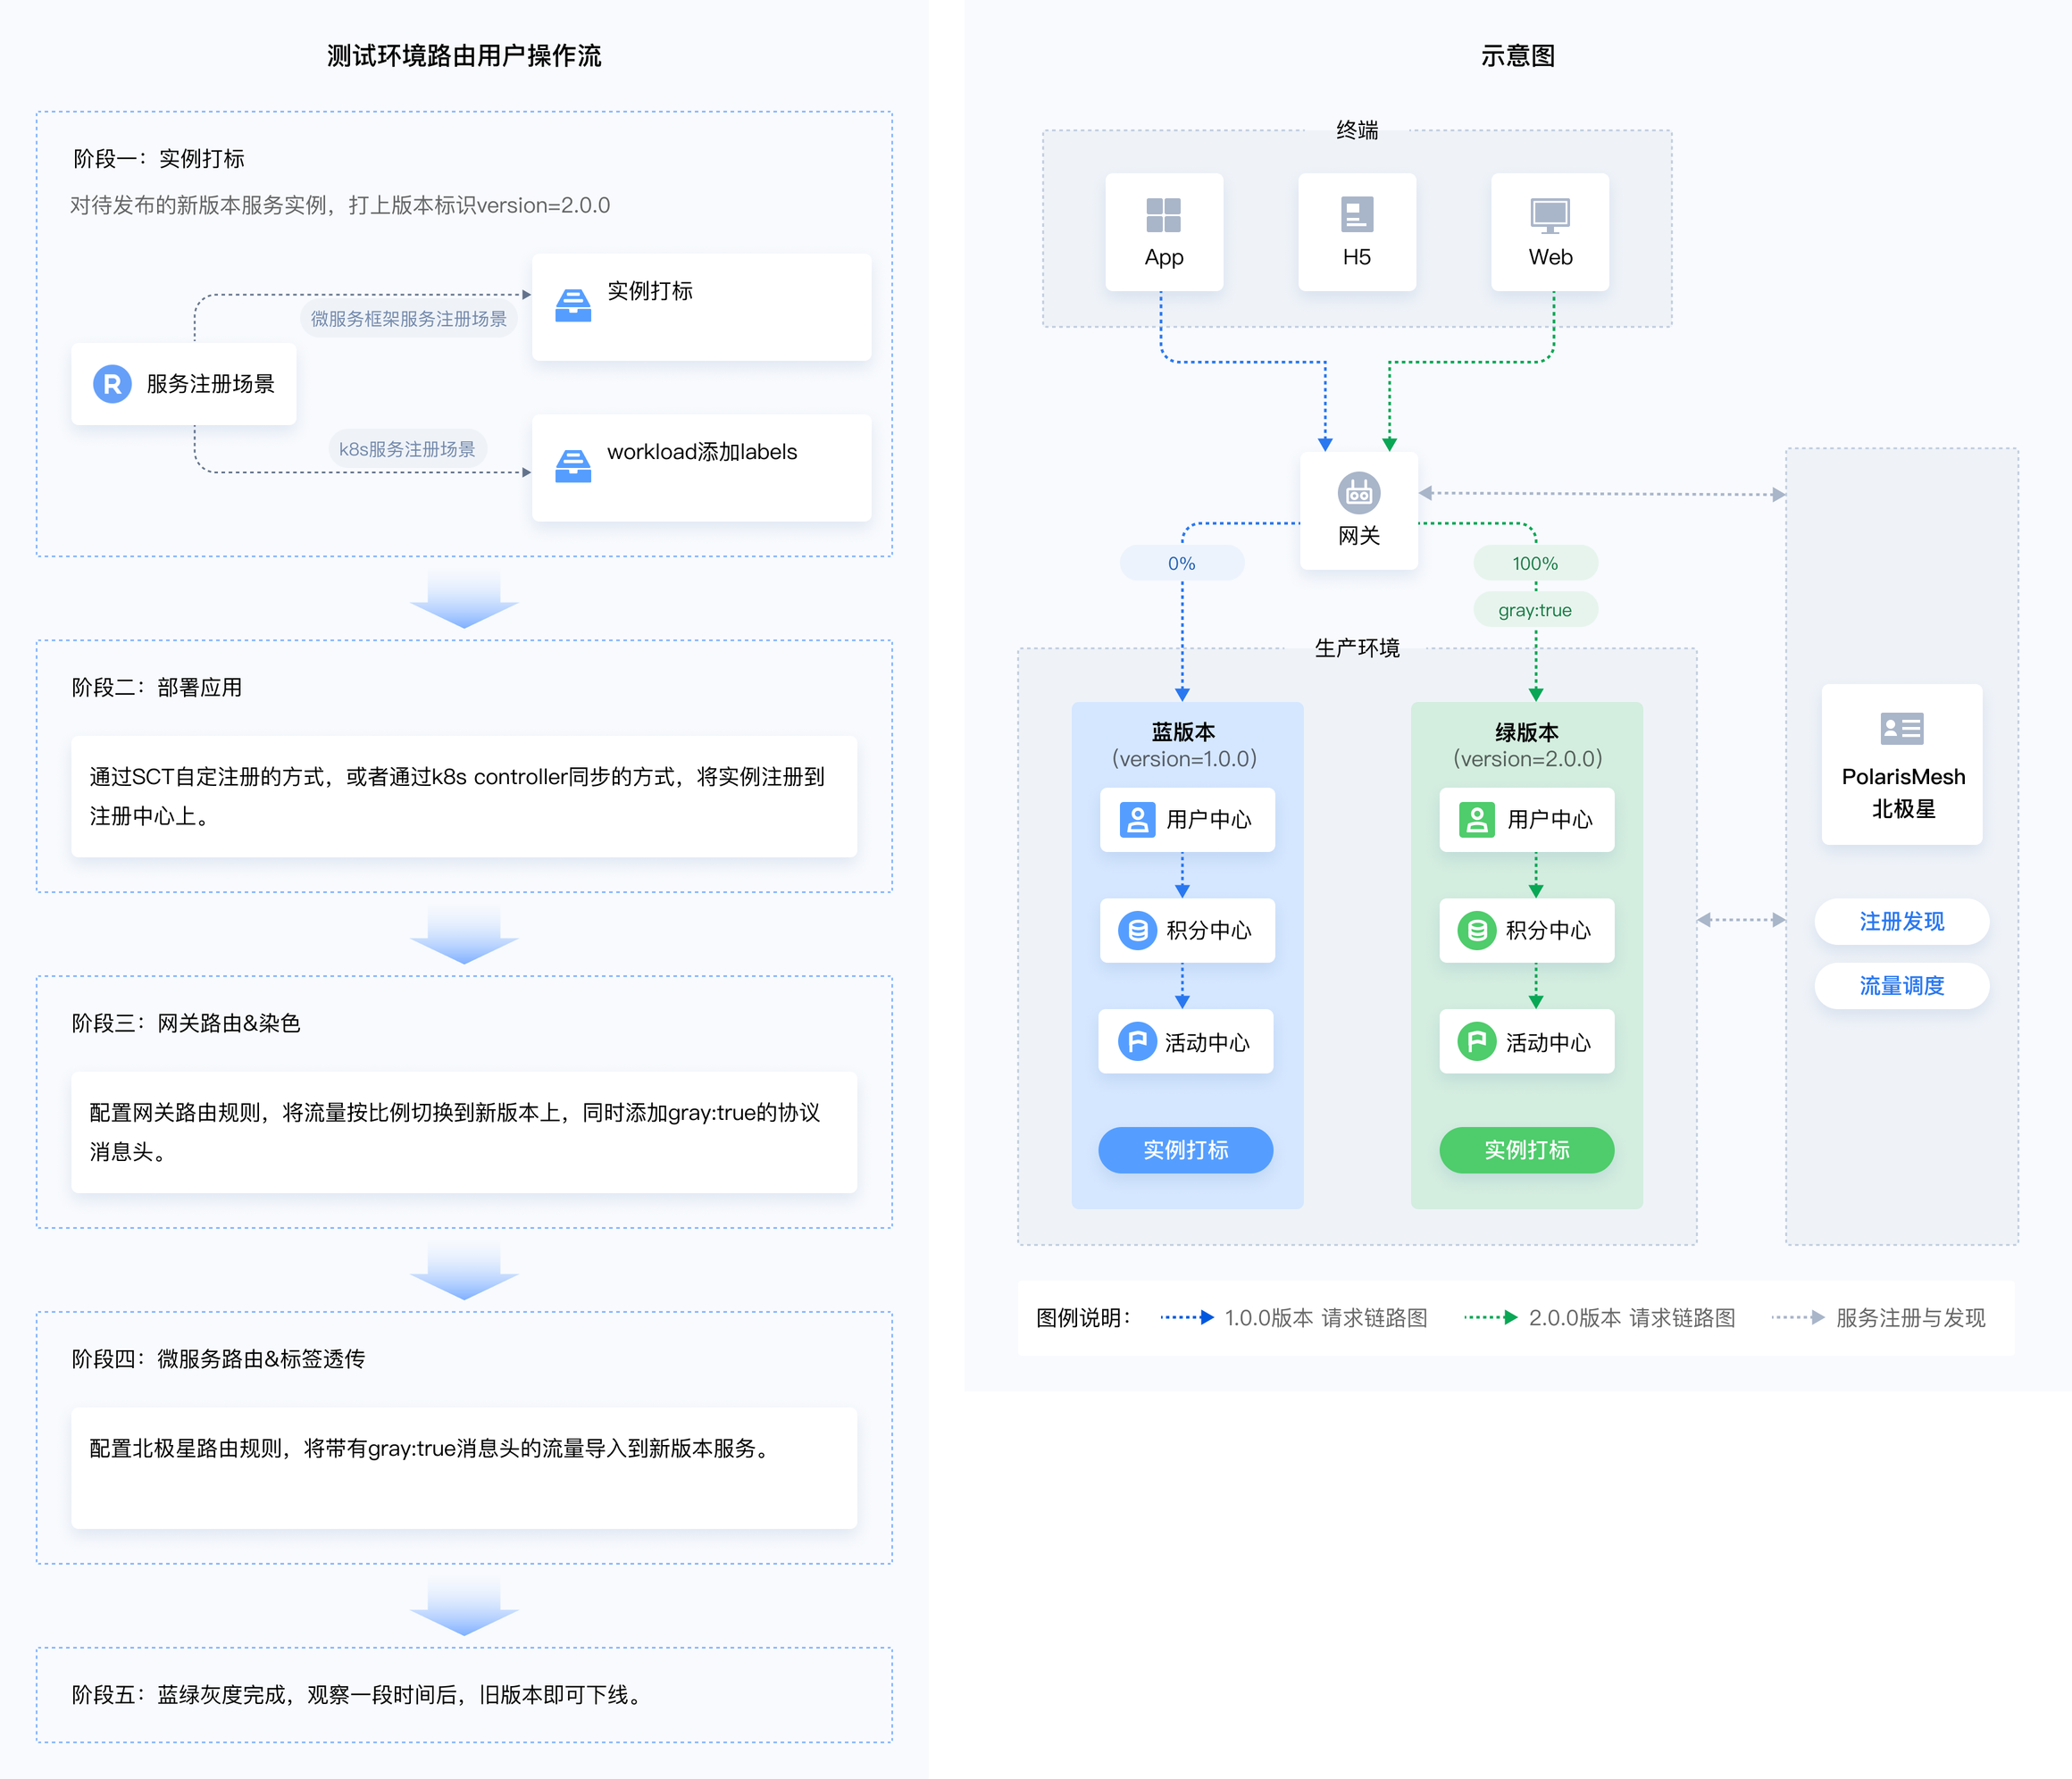 测试环境路由用户操作流
阶段一：实例打标
对待发布的新版本服务实例，打上版本标识version=2.0.0
实例打标
微服务框架服务注册场景
服务注册场景
k8s服务注册场景
workload添加labels
阶段二：部署应用
通过SCT自定注册的方式，或者通过k8s controller同步的方式，将实例注册到
注册中心上。
阶段三：网关路由&染色
配置网关路由规则，将流量按比例切换到新版本上，同时添加gray:true的协议
消息头。
阶段四：微服务路由&标签透传
配置北极星路由规则，将带有gray:true消息头的流量导入到新版本服务。
阶段五：蓝绿灰度完成，观察一段时间后，旧版本即可下线。
示意图
终端
App
H5
Web
网关
0%
100%
gray:true
生产环境
蓝版本
（version=1.0.0）
用户中心
积分中心
活动中心
实例打标
绿版本
（version=2.0.0）
用户中心
积分中心
活动中心
实例打标
PolarisMesh
北极星
注册发现
流量调度
图例说明：
1.0.0版本 请求链路图
2.0.0版本 请求链路图
服务注册与发现